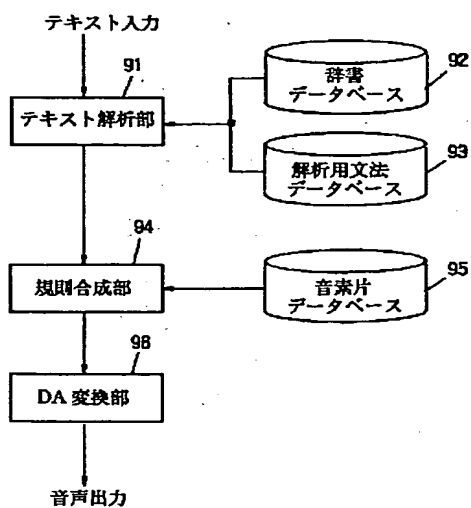 テキスト入力
91
テキスト解析部
辞書
データベース
92
解析用文法
データベース
93
94
規則合成部
音素片
データベース
95
98
DA 変換部
音声出力